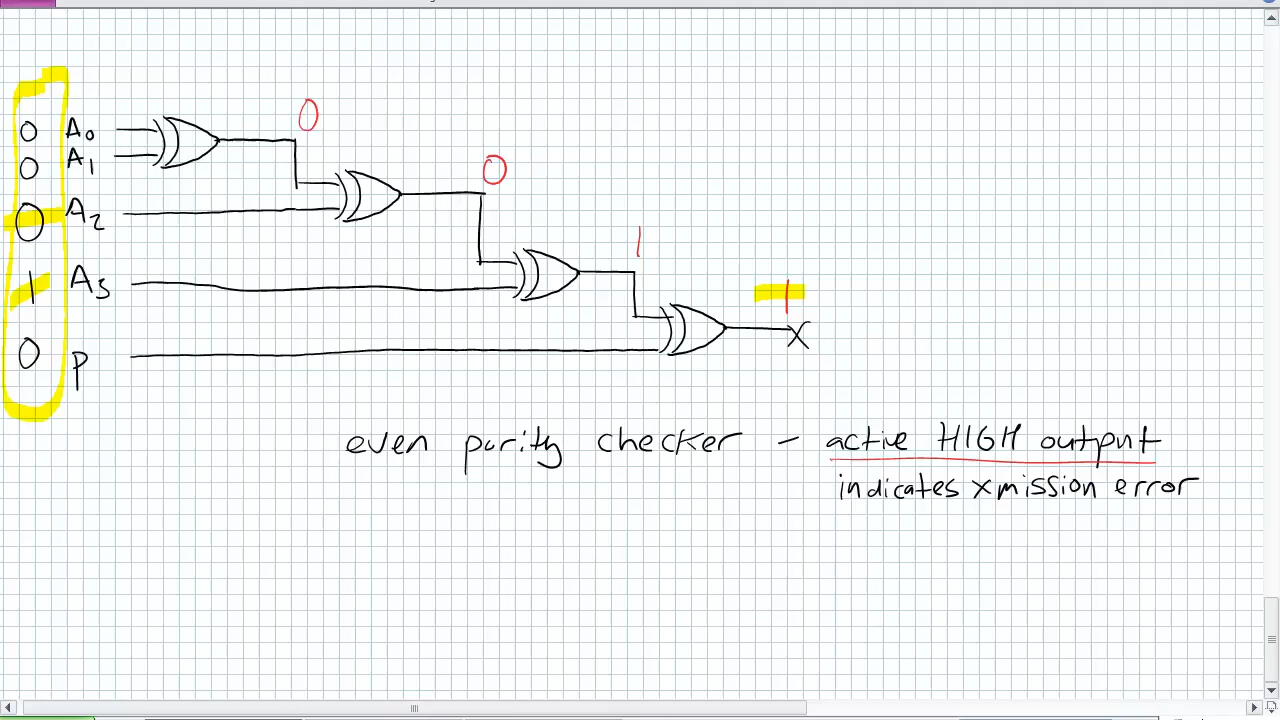 0
0
0 A0
0 A1
0 A2
1
1 A3
1
X
0 P
even parity checker – active HIGH output
indicates xmission error